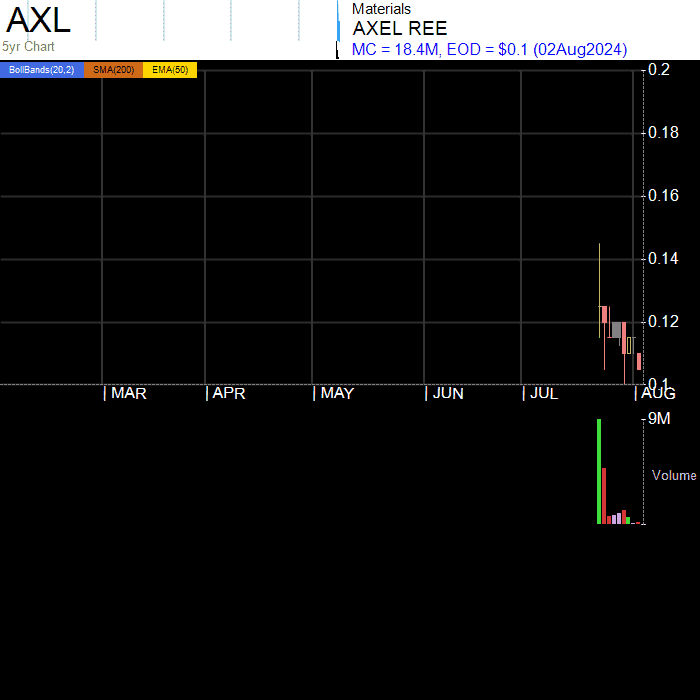 AXL
5yr Chart
Materials
AXEL REE
MC = 18.4M, EOD = $0.1 (02Aug2024)
BollBands(20,2) SMA(200) EMA(50)
0.2
0.18
0.16
0.14
0.12
0.1
MAR APR MAY JUN JUL AUG
9M
Volume